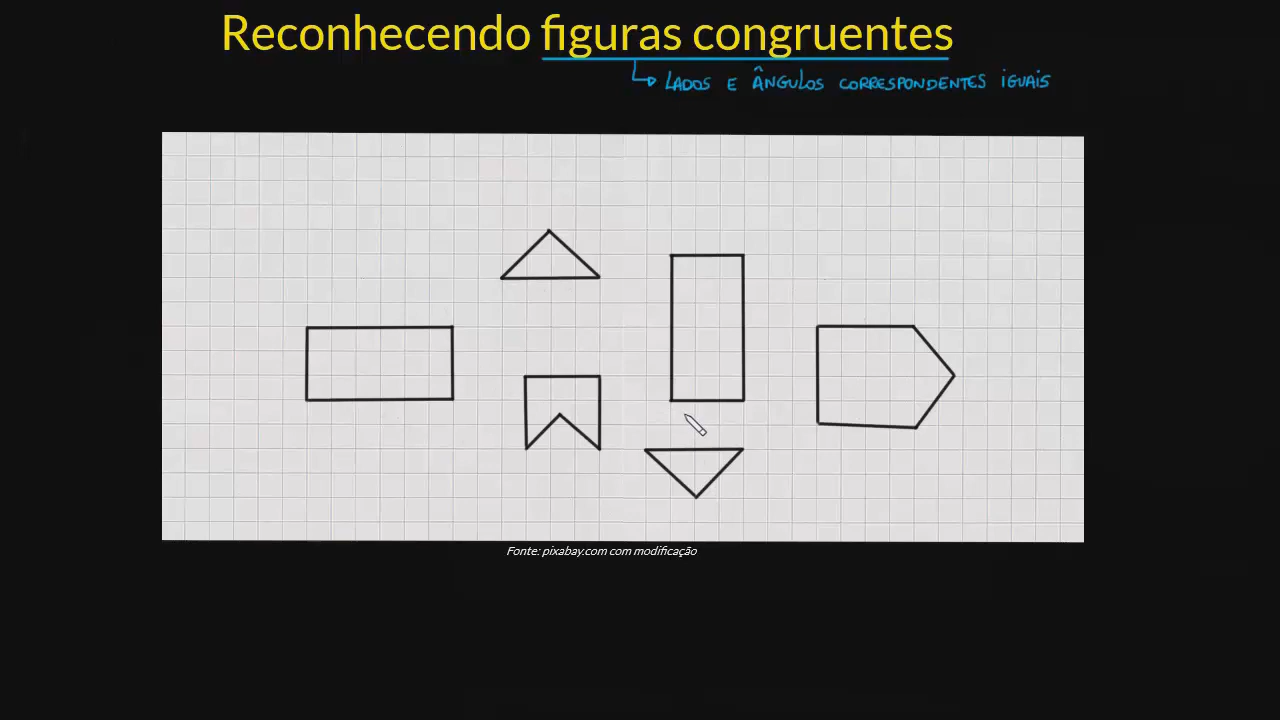 Reconhecendo figuras congruentes
LADOS E ÂNGULOS CORRESPONDENTES IGUAIS
Fonte: pixabay.com com modificação